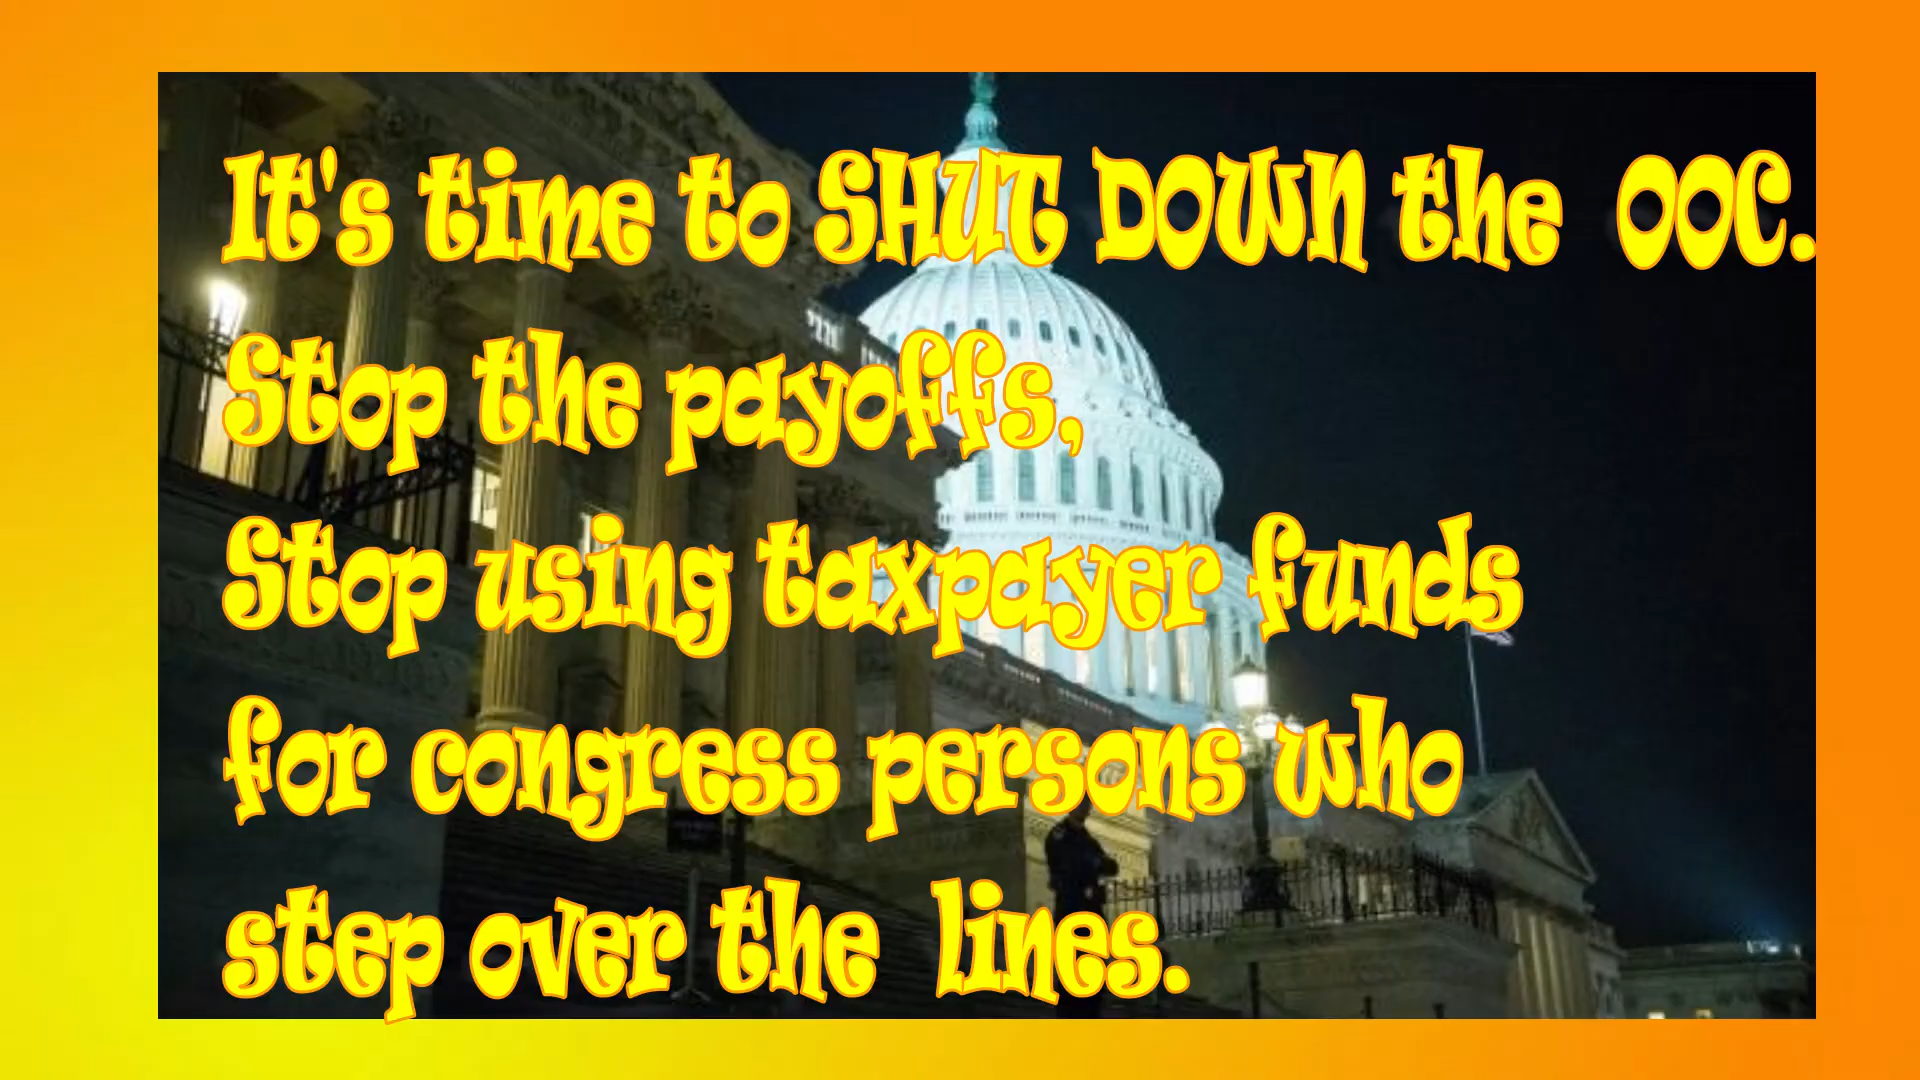 It's time to SHUT DOWN the OOC.
Stop the payoffs,
Stop using taxpayer funds
for congress persons who
step over the lines.